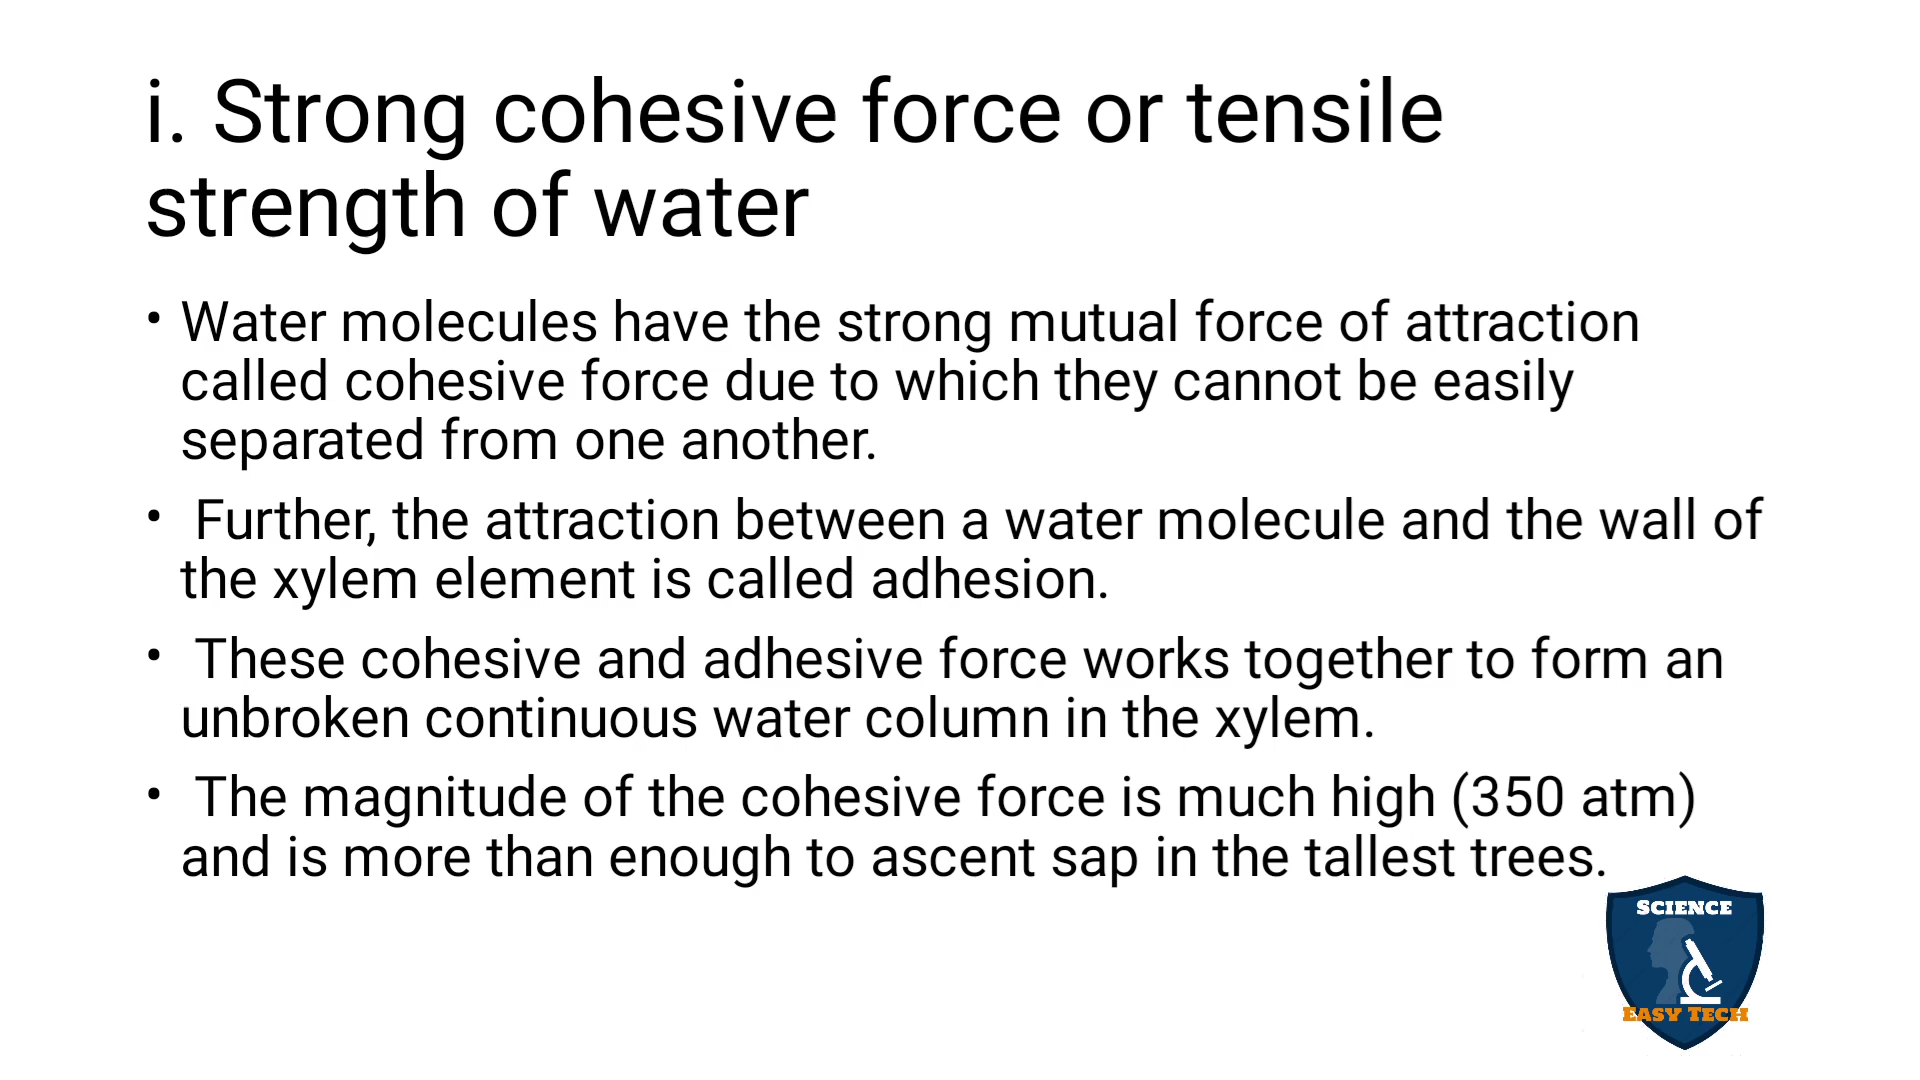 i. Strong cohesive force or tensile
strength of water
• Water molecules have the strong mutual force of attraction
called cohesive force due to which they cannot be easily
separated from one another.
• Further, the attraction between a water molecule and the wall of
the xylem element is called adhesion.
• These cohesive and adhesive force works together to form an
unbroken continuous water column in the xylem.
• The magnitude of the cohesive force is much high (350 atm)
and is more than enough to ascent sap in the tallest trees.
SCIENCE
EASY TECH